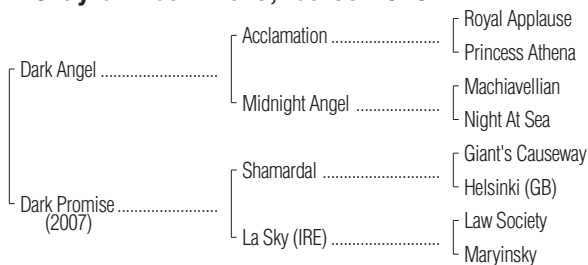 Royal Applause
Acclamation ........................
Princess Athena
Dark Angel ..........................
Machiavellian
Midnight Angel ..................
Night At Sea
Giant's Causeway
Shamardal ..........................
Helsinki (GB)
Dark Promise ......................
(2007)
Law Society
La Sky (IRE) ........................
Maryinsky